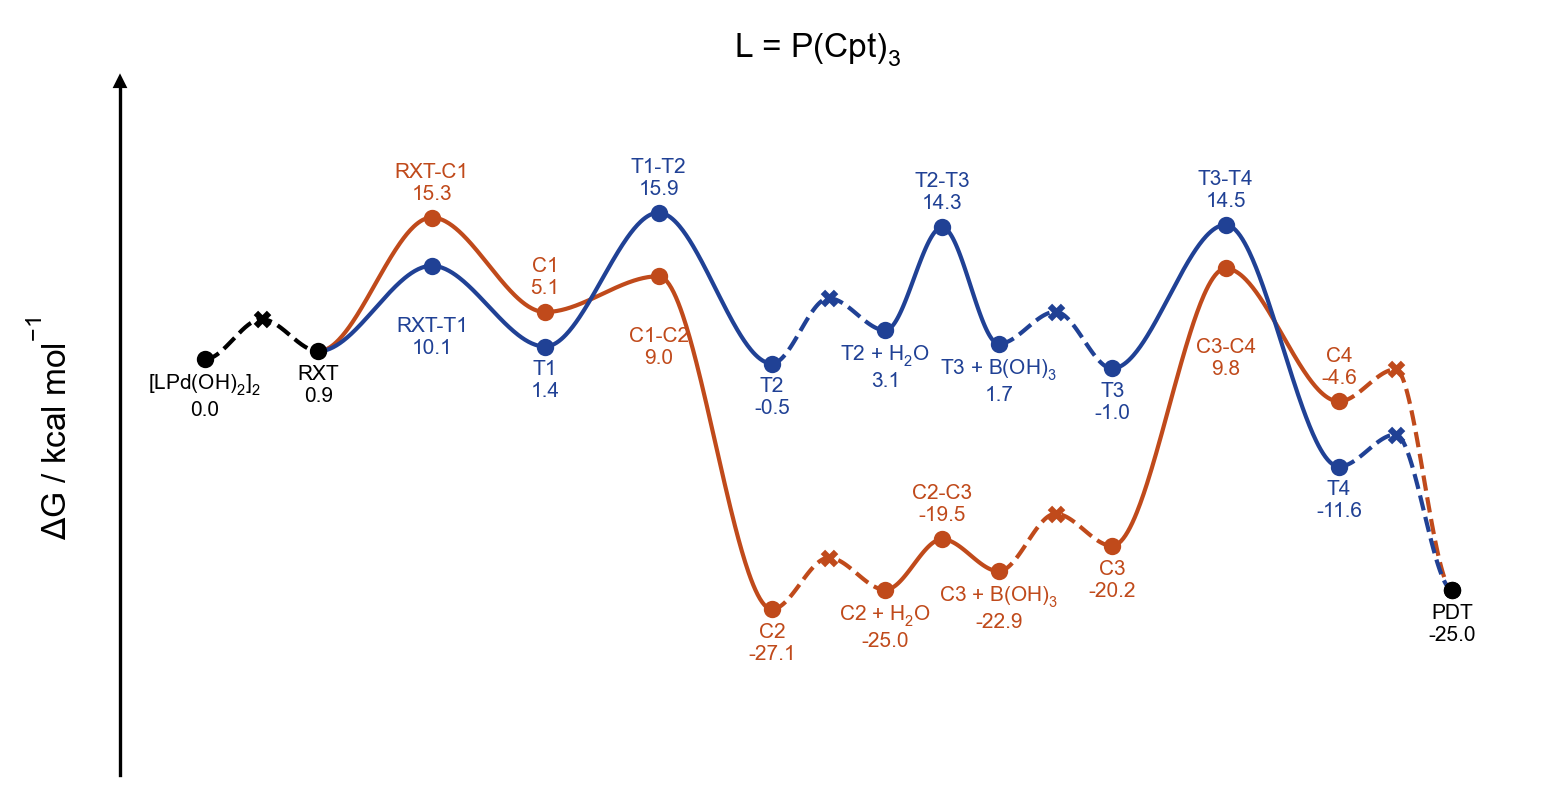 L = P(Cpt)₃
ΔG / kcal mol⁻¹
[LPd(OH)₂]₂
0.0
RXT
0.9
RXT-C1
15.3
RXT-T1
10.1
C1
5.1
T1
1.4
T1-T2
15.9
C1-C2
9.0
T2
-0.5
C2
-27.1
T2 + H₂O
3.1
C2 + H₂O
-25.0
T2-T3
14.3
C2-C3
-19.5
T3 + B(OH)₃
1.7
C3 + B(OH)₃
-22.9
T3
-1.0
C3
-20.2
T3-T4
14.5
C3-C4
9.8
C4
-4.6
T4
-11.6
PDT
-25.0